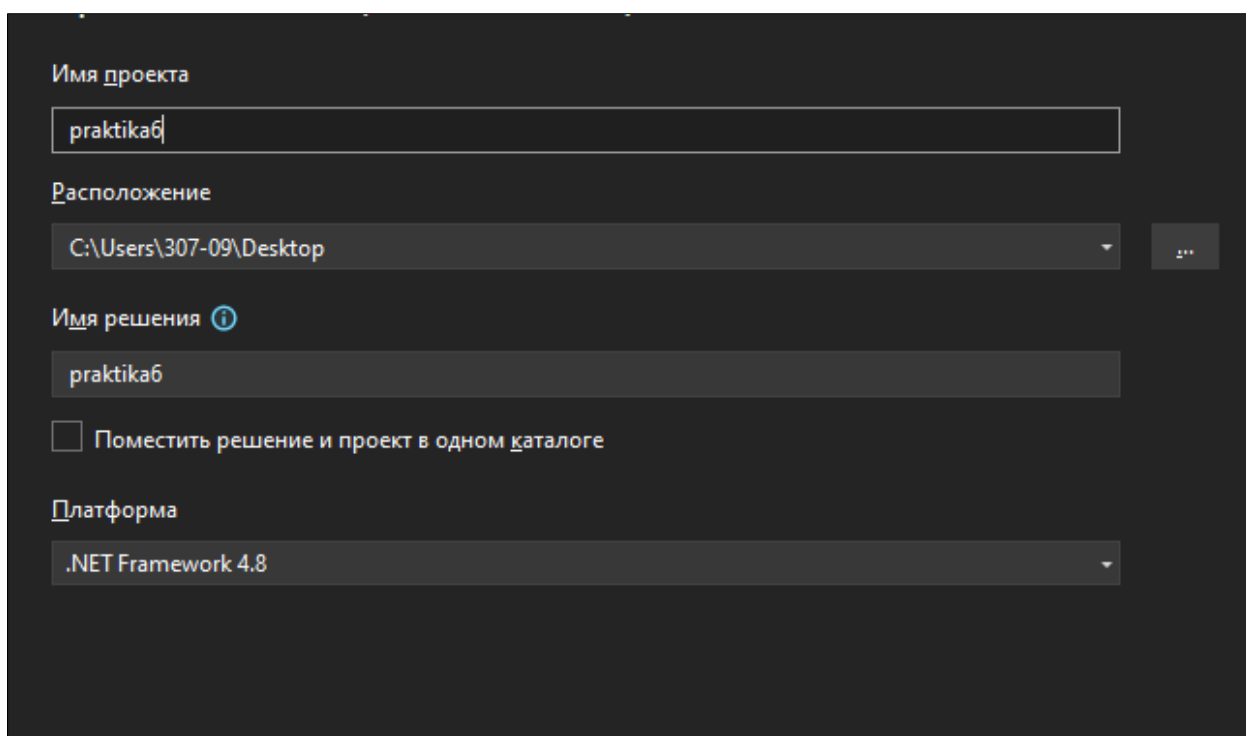 Имя проекта
praktika6
Расположение
C:\Users\307-09\Desktop
...
Имя решения
praktika6
Поместить решение и проект в одном каталоге
Платформа
.NET Framework 4.8